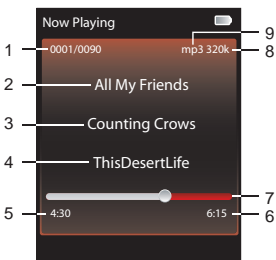 Now Playing
9
1 0001/0090 mp3 320k 8
2 All My Friends
3 Counting Crows
4 ThisDesertLife
7
5 4:30 6:15 6